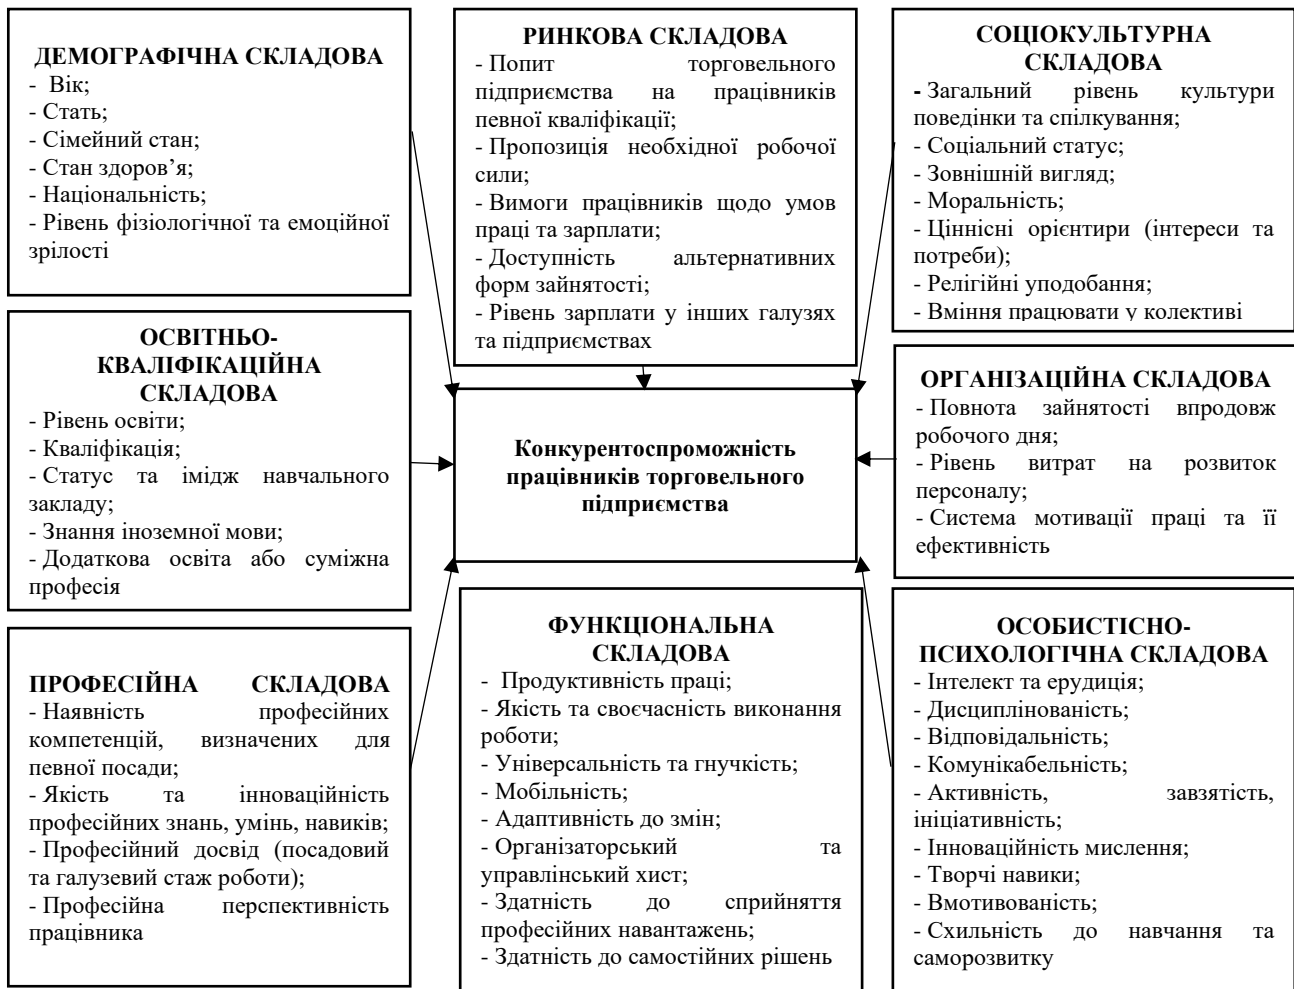 ДЕМОГРАФІЧНА СКЛАДОВА
- Вік;
- Стать;
- Сімейний стан;
- Стан здоров’я;
- Національність;
- Рівень фізіологічної та емоційної
зрілості
РИНКОВА СКЛАДОВА
- Попит торговельного
підприємства на працівників
певної кваліфікації;
- Пропозиція необхідної робочої
сили;
- Вимоги працівників щодо умов
праці та зарплати;
- Доступність альтернативних
форм зайнятості;
- Рівень зарплати у інших галузях
та підприємствах
СОЦІОКУЛЬТУРНА
СКЛАДОВА
- Загальний рівень культури
поведінки та спілкування;
- Соціальний статус;
- Зовнішній вигляд;
- Моральність;
- Ціннісні орієнтири (інтереси та
потреби);
- Релігійні уподобання;
- Вміння працювати у колективі
ОСВІТНЬО-
КВАЛІФІКАЦІЙНА
СКЛАДОВА
- Рівень освіти;
- Кваліфікація;
- Статус та імідж навчального
закладу;
- Знання іноземної мови;
- Додаткова освіта або суміжна
професія
Конкурентоспроможність
працівників торговельного
підприємства
ОРГАНІЗАЦІЙНА СКЛАДОВА
- Повнота зайнятості впродовж
робочого дня;
- Рівень витрат на розвиток
персоналу;
- Система мотивації праці та її
ефективність
ПРОФЕСІЙНА СКЛАДОВА
- Наявність професійних
компетенцій, визначених для
певної посади;
- Якість та інноваційність
професійних знань, умінь, навиків;
- Професійний досвід (посадовий
та галузевий стаж роботи);
- Професійна перспективність
працівника
ФУНКЦІОНАЛЬНА
СКЛАДОВА
- Продуктивність праці;
- Якість та своєчасність виконання
роботи;
- Універсальність та гнучкість;
- Мобільність;
- Адаптивність до змін;
- Організаторський та
управлінський хист;
- Здатність до сприйняття
професійних навантажень;
- Здатність до самостійних рішень
ОСОБИСТІСНО-
ПСИХОЛОГІЧНА СКЛАДОВА
- Інтелект та ерудиція;
- Дисциплінованість;
- Відповідальність;
- Комунікабельність;
- Активність, завзятість,
ініціативність;
- Інноваційність мислення;
- Творчі навики;
- Вмотивованість;
- Схильність до навчання та
саморозвитку